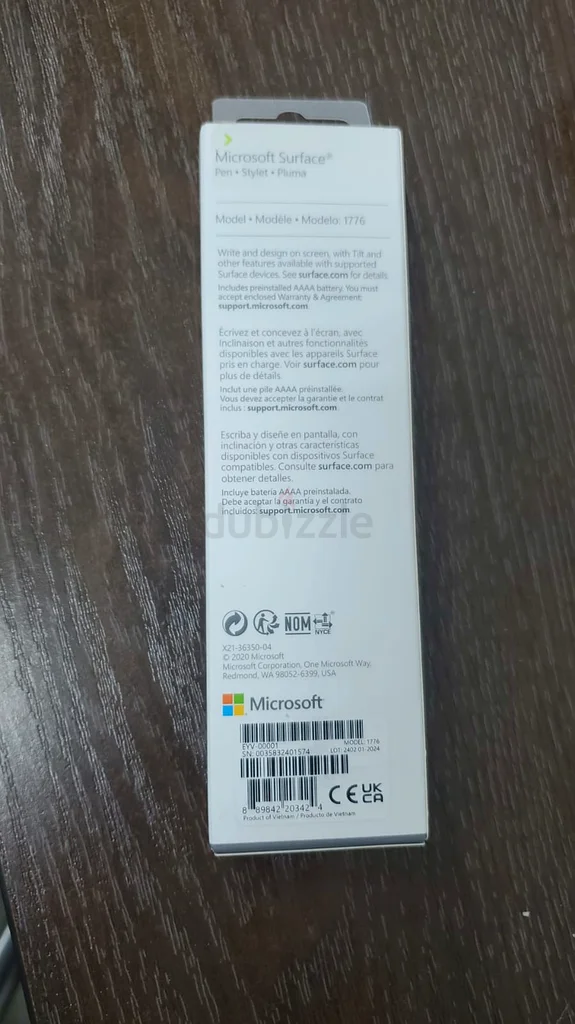 Microsoft Surface®
Pen • Stylet • Pluma
Model • Modèle • Modelo: 1776
Write and design on screen, with Tilt and
other features available with supported
Surface devices. See surface.com for details.
Includes preinstalled AAAA battery. You must
accept enclosed Warranty & Agreement:
support.microsoft.com
Écrivez et concevez à l'écran, avec
Inclinaison et autres fonctionnalités
disponibles avec les appareils Surface
pris en charge. Voir surface.com pour
plus de détails.
Inclut une pile AAAA préinstallée.
Vous devez accepter la garantie et le contrat
inclus : support.microsoft.com
Escriba y diseñe en pantalla, con
inclinación y otras características
disponibles con dispositivos Surface
compatibles. Consulte surface.com para
obtener detalles.
Incluye batería AAAA preinstalada.
Debe aceptar la garantía y el contrato
incluidos: support.microsoft.com
dubizzle
NOM NYCE
X21-36350-04
© 2020 Microsoft
Microsoft Corporation, One Microsoft Way,
Redmond, WA 98052-6399, USA
Microsoft
EYV-00001 MODEL: 1776
SN: 0035832401574 LOT: 2402 01-2024
8 89842 20342 4 CE UK CA
Product of Vietnam / Producto de Vietnam